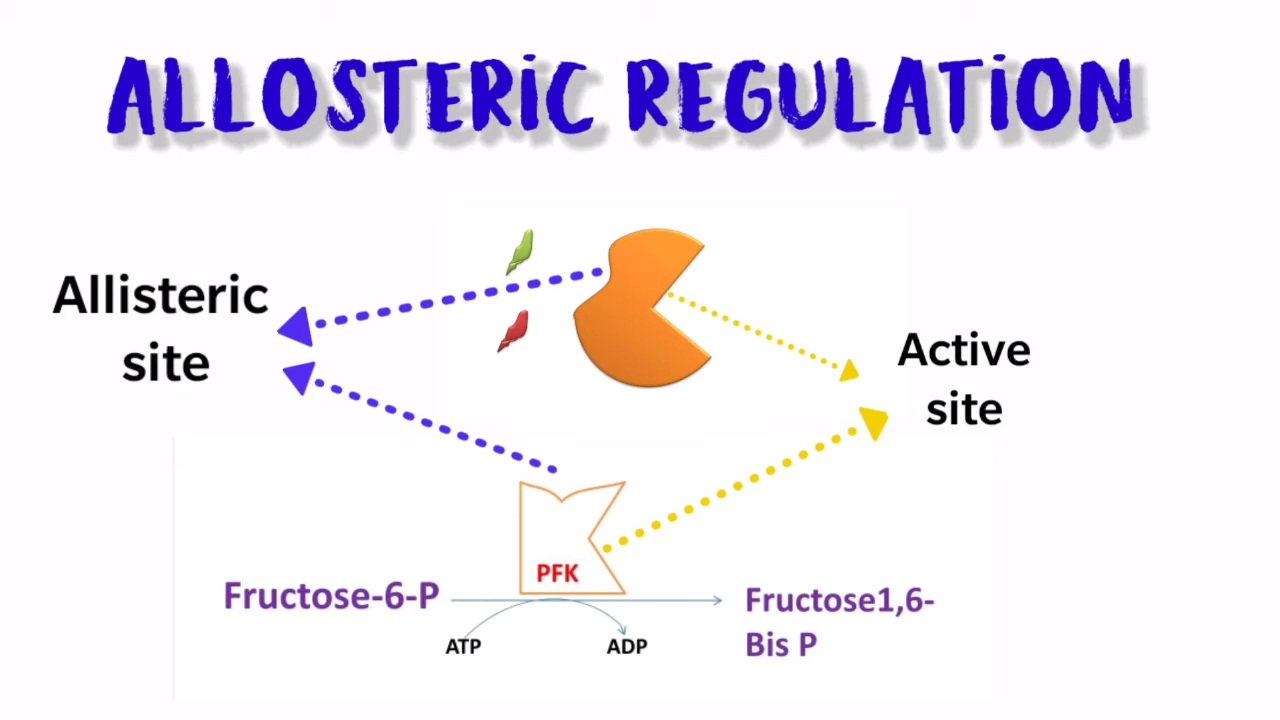 ALLOSTERiC REGULATiON
Allisteric
site
Active
site
PFK
Fructose-6-P
Fructose1,6-
Bis P
ATP
ADP